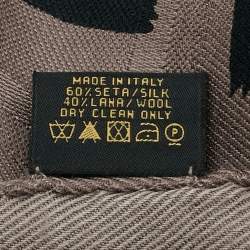 MADE IN ITALY
60% SETA/SILK
40% LANA/WOOL
DRY CLEAN ONLY
P